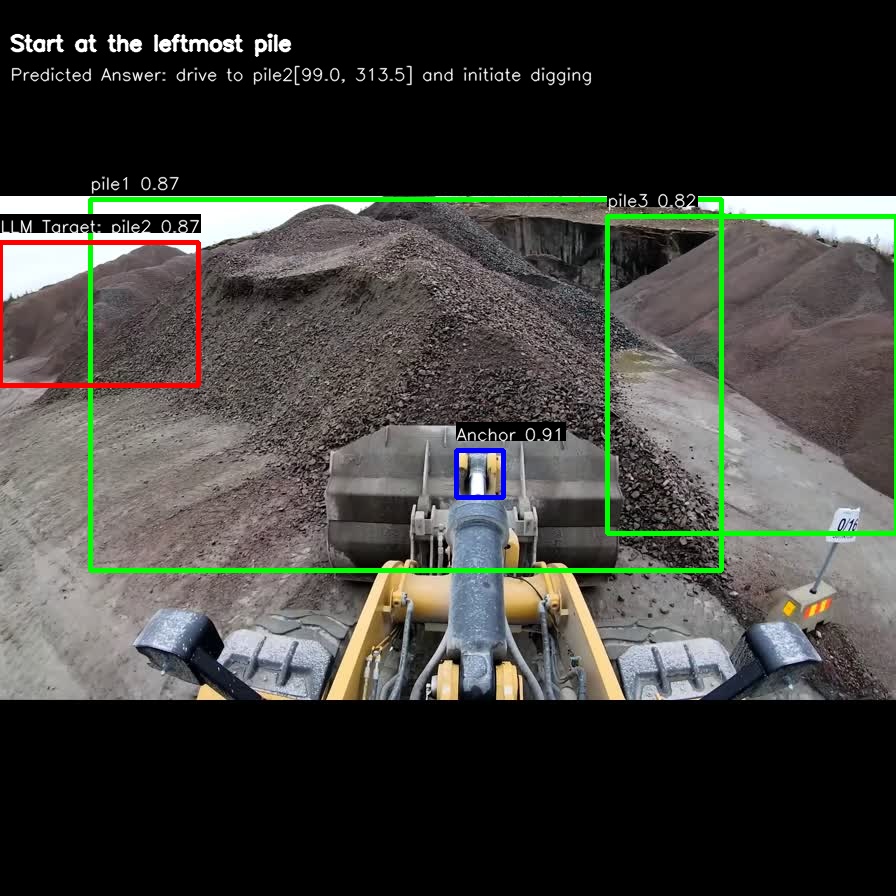 Start at the leftmost pile
Predicted Answer: drive to pile2[99.0, 313.5] and initiate digging
pile1 0.87
pile3 0.82
LLM Target: pile2 0.87
Anchor 0.91
0/16